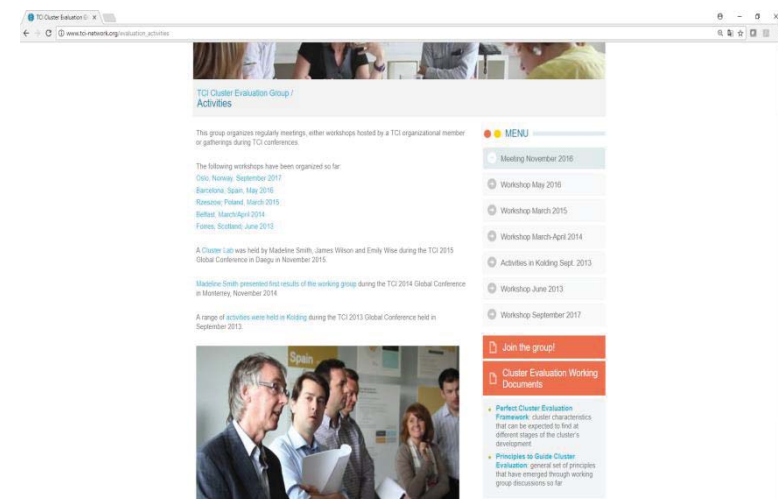 TCI Cluster Evaluation G
www.tci-network.org/evaluation_activities
TCI Cluster Evaluation Group /
Activities
This group organizes regularly meetings, either workshops hosted by a TCI organizational member
or gatherings during TCI conferences.
The following workshops have been organized so far:
Oslo, Norway, September 2017
Barcelona, Spain, May 2016
Rzeszow, Poland, March 2015
Belfast, March/April 2014
Forres, Scotland, June 2013
A Cluster Lab was held by Madeline Smith, James Wilson and Emily Wise during the TCI 2015
Global Conference in Daegu in November 2015.
Madeline Smith presented first results of the working group during the TCI 2014 Global Conference
in Monterrey, November 2014
A range of activities were held in Kolding during the TCI 2013 Global Conference held in
September 2013.
Spain
MENU
Meeting November 2016
Workshop May 2016
Workshop March 2015
Workshop March-April 2014
Activities in Kolding Sept. 2013
Workshop June 2013
Workshop September 2017
Join the group!
Cluster Evaluation Working
Documents
Perfect Cluster Evaluation
Framework: cluster characteristics
that can be expected to find at
different stages of the cluster's
development
Principles to Guide Cluster
Evaluation: general set of principles
that have emerged through working
group discussions so far